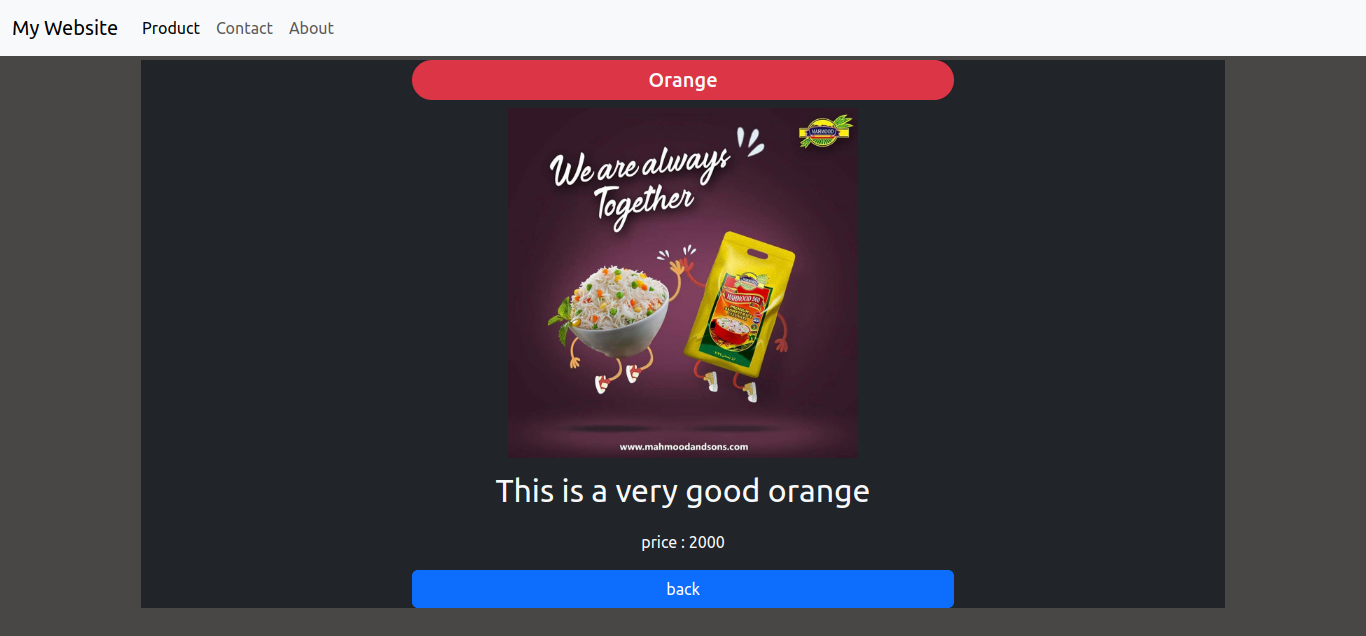 My Website Product Contact About
Orange
MAHMOOD
We are always
Together
MAHMOOD
www.mahmoodandsons.com
This is a very good orange
price : 2000
back